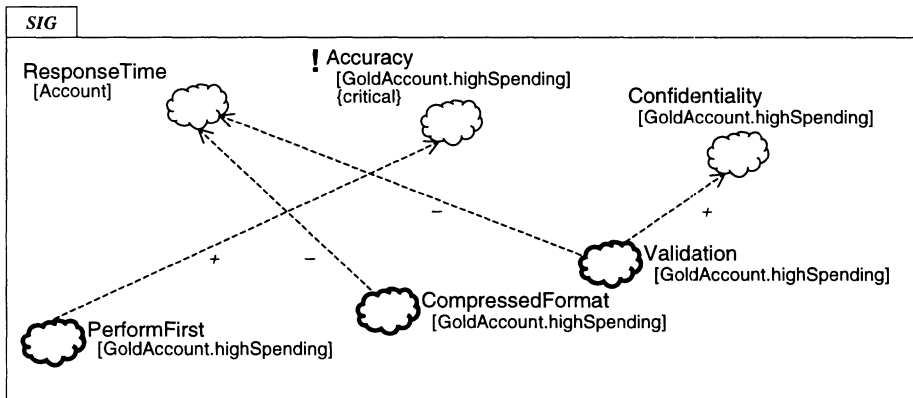 SIG
ResponseTime
[Account]
! Accuracy
[GoldAccount.highSpending]
{critical}
Confidentiality
[GoldAccount.highSpending]
–
+
+
–
Validation
[GoldAccount.highSpending]
CompressedFormat
[GoldAccount.highSpending]
PerformFirst
[GoldAccount.highSpending]